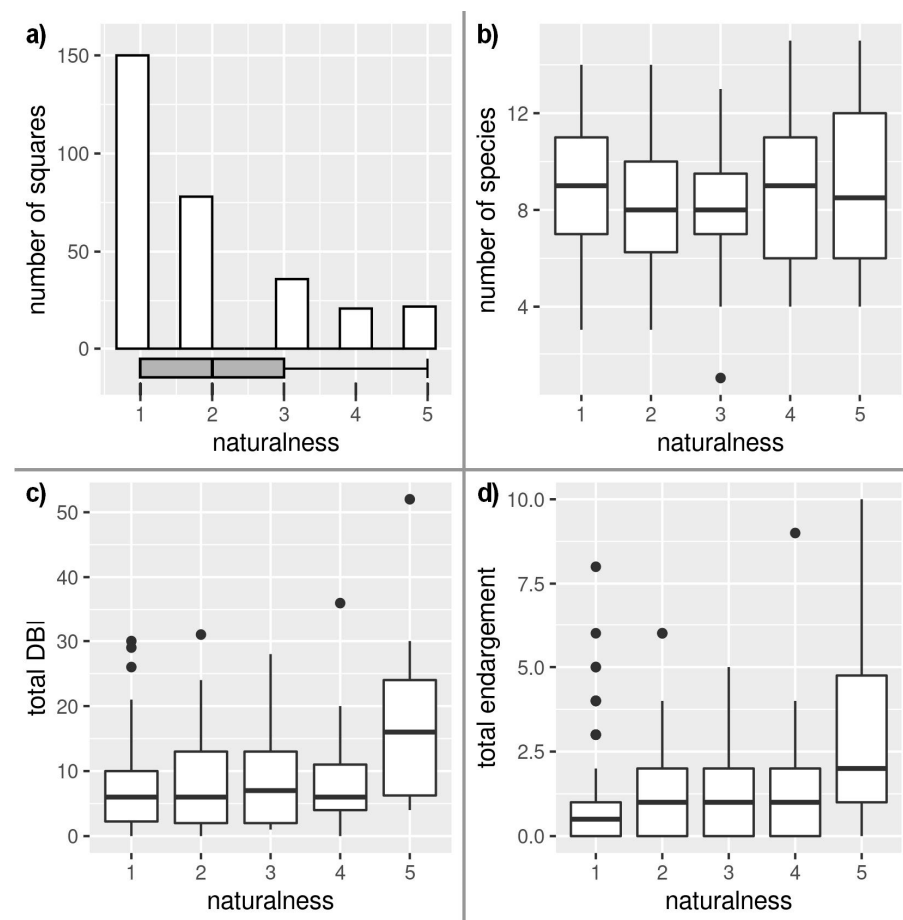 a)
150
100
50
0
number of squares
1 2 3 4 5
naturalness
b)
12
8
4
number of species
1 2 3 4 5
naturalness
c)
50
40
30
20
10
0
total DBI
1 2 3 4 5
naturalness
d)
10.0
7.5
5.0
2.5
0.0
total endargement
1 2 3 4 5
naturalness